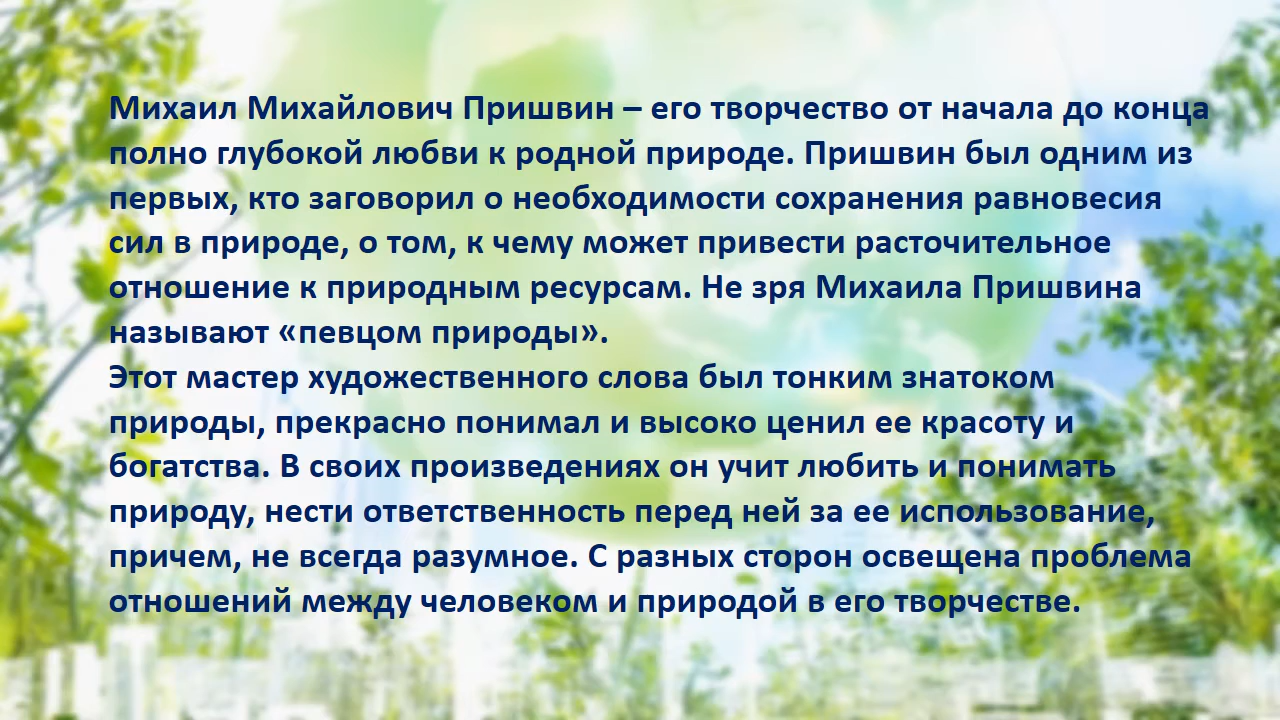 Михаил Михайлович Пришвин – его творчество от начала до конца
полно глубокой любви к родной природе. Пришвин был одним из
первых, кто заговорил о необходимости сохранения равновесия
сил в природе, о том, к чему может привести расточительное
отношение к природным ресурсам. Не зря Михаила Пришвина
называют «певцом природы».
Этот мастер художественного слова был тонким знатоком
природы, прекрасно понимал и высоко ценил ее красоту и
богатства. В своих произведениях он учит любить и понимать
природу, нести ответственность перед ней за ее использование,
причем, не всегда разумное. С разных сторон освещена проблема
отношений между человеком и природой в его творчестве.